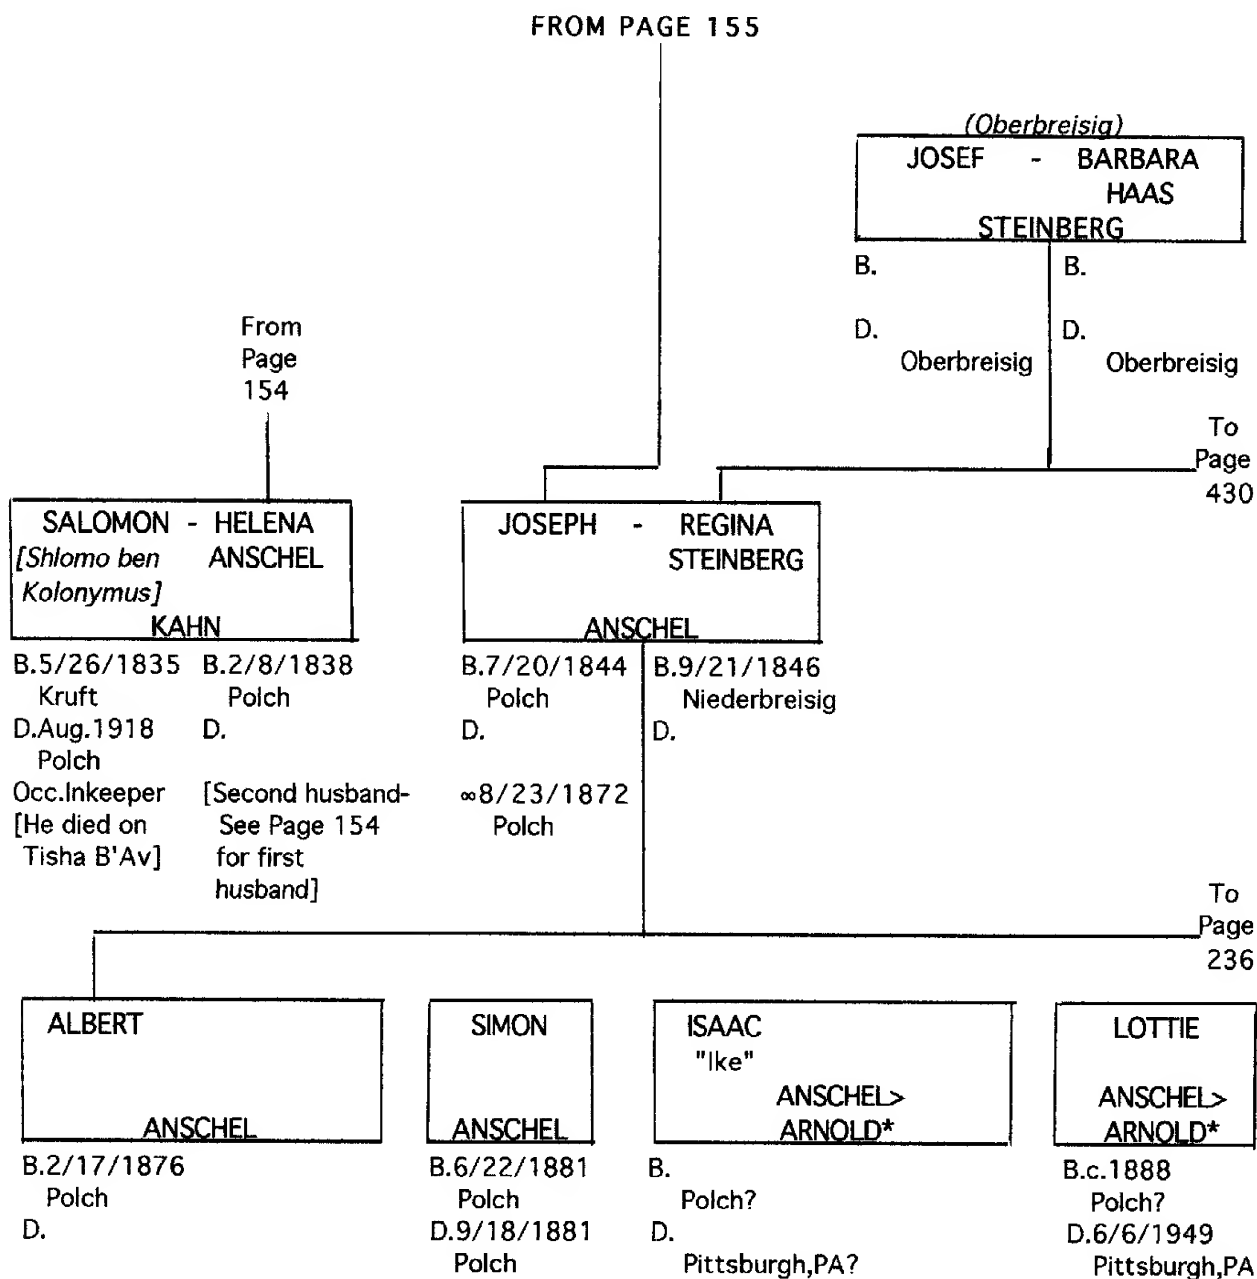 FROM PAGE 155
(Oberbreisig)
JOSEF - BARBARA
HAAS
STEINBERG
B. B.
D. D.
Oberbreisig Oberbreisig
From
Page
154
To
Page
430
SALOMON - HELENA
[Shlomo ben ANSCHEL
Kolonymus]
KAHN
B.5/26/1835 B.2/8/1838
Kruft Polch
D.Aug.1918 D.
Polch
Occ.Inkeeper [Second husband-
[He died on See Page 154
Tisha B'Av] for first
husband]
JOSEPH - REGINA
STEINBERG
ANSCHEL
B.7/20/1844 B.9/21/1846
Polch Niederbreisig
D. D.
∞8/23/1872
Polch
To
Page
236
ALBERT
ANSCHEL
B.2/17/1876
Polch
D.
SIMON
ANSCHEL
B.6/22/1881
Polch
D.9/18/1881
Polch
ISAAC
"Ike"
ANSCHEL>
ARNOLD*
B.
Polch?
D.
Pittsburgh,PA?
LOTTIE
ANSCHEL>
ARNOLD*
B.c.1888
Polch?
D.6/6/1949
Pittsburgh,PA